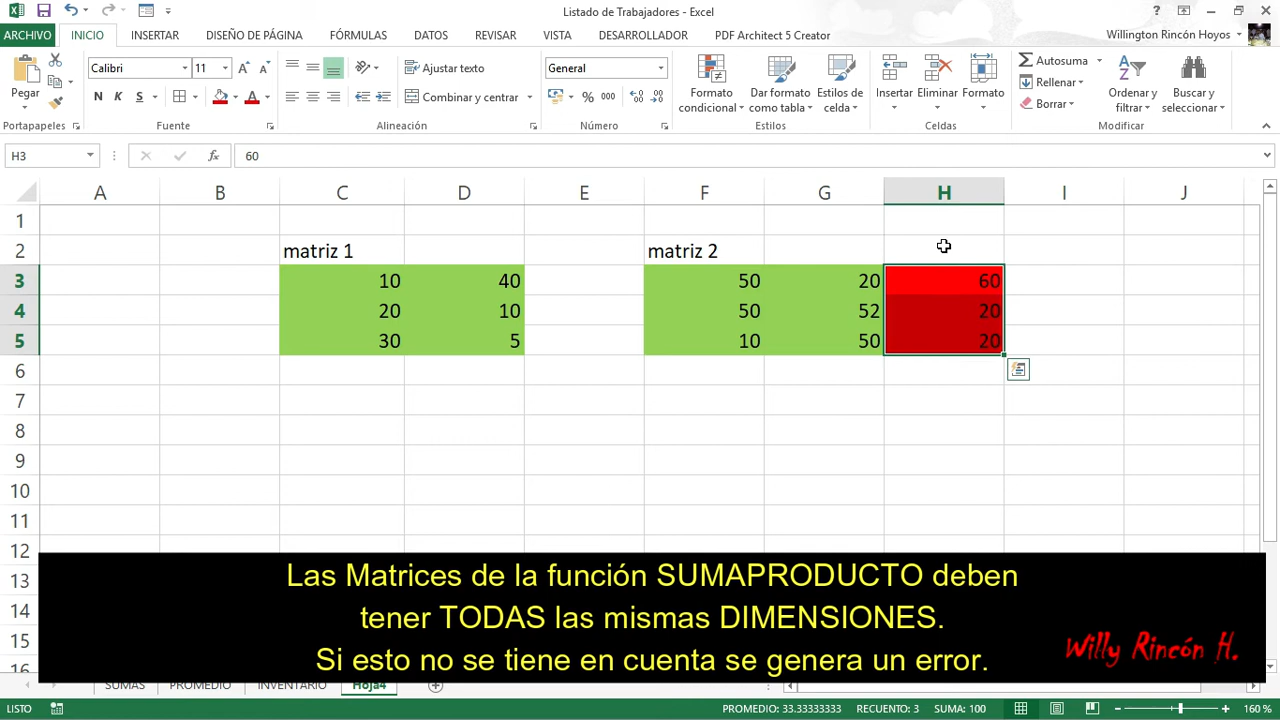 Listado de Trabajadores - Excel
ARCHIVO INICIO INSERTAR DISEÑO DE PÁGINA FÓRMULAS DATOS REVISAR VISTA DESARROLLADOR PDF Architect 5 Creator Willington Rincón Hoyos
Pegar
Portapapeles
Calibri 11
N K S
Fuente
Ajustar texto
Combinar y centrar
Alineación
General
% 000
Número
Formato condicional
Dar formato como tabla
Estilos de celda
Estilos
Insertar
Eliminar
Formato
Celdas
Autosuma
Rellenar
Borrar
Ordenar y filtrar
Buscar y seleccionar
Modificar
H3 fx 60
A B C D E F G H I J
1
2 matriz 1 matriz 2
3 10 40 50 20 60
4 20 10 50 52 20
5 30 5 10 50 20
6
7
8
9
10
11
12
13
14
15
16
Las Matrices de la función SUMAPRODUCTO deben
tener TODAS las mismas DIMENSIONES.
Si esto no se tiene en cuenta se genera un error.
Willy Rincón H.
SUMAS PROMEDIO INVENTARIO Hoja4
LISTO PROMEDIO: 33.33333333 RECUENTO: 3 SUMA: 100 160 %